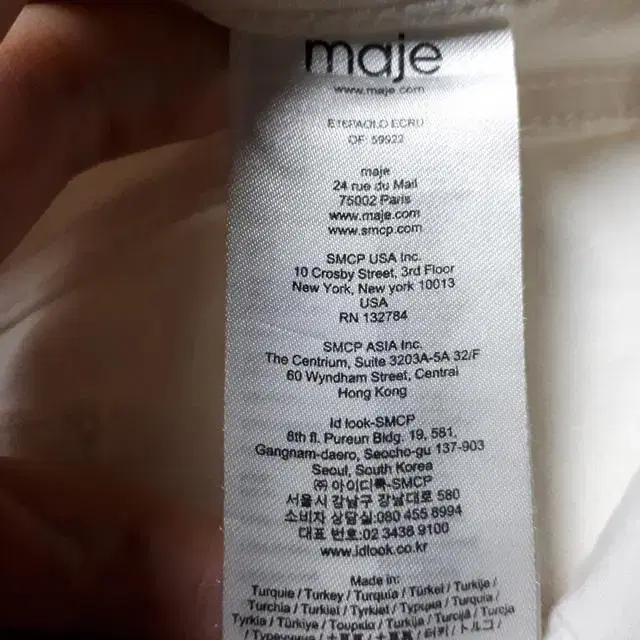 maje
www.maje.com
E16PAOLO ECRU
OF 59922
maje
24 rue du Mail
75002 Paris
www.maje.com
www.smcp.com
SMCP USA Inc.
10 Crosby Street, 3rd Floor
New York, New york 10013
USA
RN 132784
SMCP ASIA Inc.
The Centrium, Suite 3203A-5A 32/F
60 Wyndham Street, Central
Hong Kong
Id look-SMCP
8th fl. Pureun Bldg. 19, 581,
Gangnam-daero, Seocho-gu 137-903
Seoul, South Korea
㈜ 아이디룩-SMCP
서울시 강남구 강남대로 580
소비자 상담실:080 455 8994
대표 번호:02 3438 9100
www.idlook.co.kr
Made in:
Turquie / Turkey / Turquía / Türkei / Turkije /
Turchia / Turkiet / Tyrkiet / Турция / Turquia /
Tyrkia / Türkiye / Τουρκία / Turkija / Turcija / Turcja